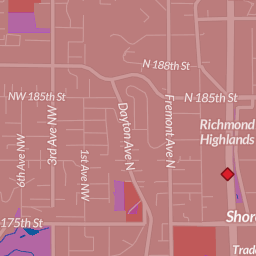 N 188th St
NW 185th St
N 185th St
Richmond
Highlands
Dayton Ave N
Fremont Ave N
3rd Ave NW
6th Ave NW
1st Ave NW
175th St
Shor
Trade